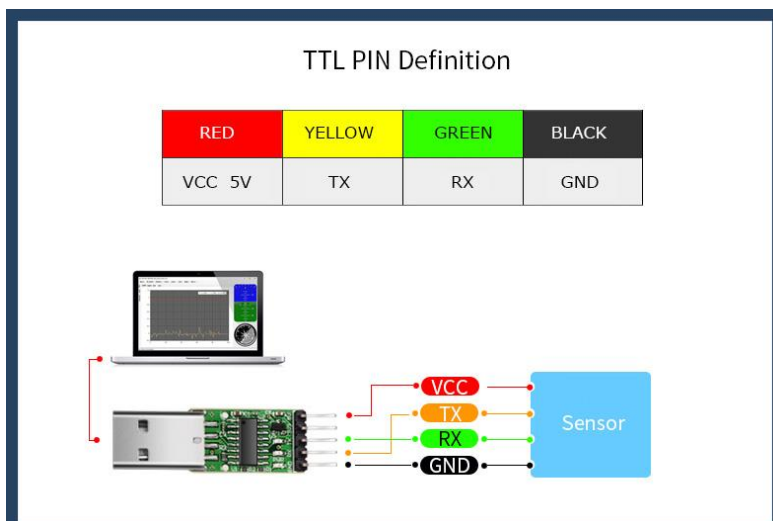 TTL PIN Definition
RED YELLOW GREEN BLACK
VCC 5V TX RX GND
VCC
TX
RX
GND
Sensor